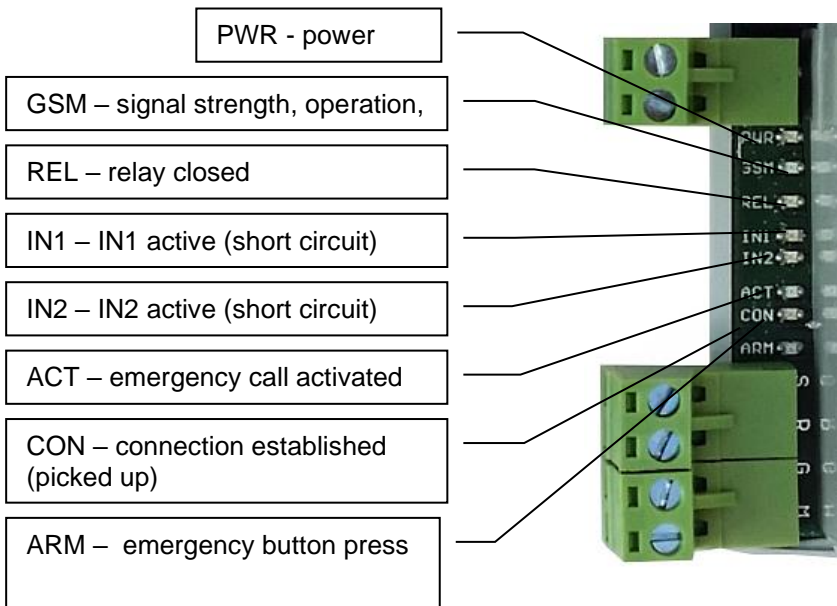 PWR - power
GSM – signal strength, operation,
REL – relay closed
IN1 – IN1 active (short circuit)
IN2 – IN2 active (short circuit)
ACT – emergency call activated
CON – connection established
(picked up)
ARM – emergency button press
PWR
GSM
REL
IN1
IN2
ACT
CON
ARM
S
R
G
M